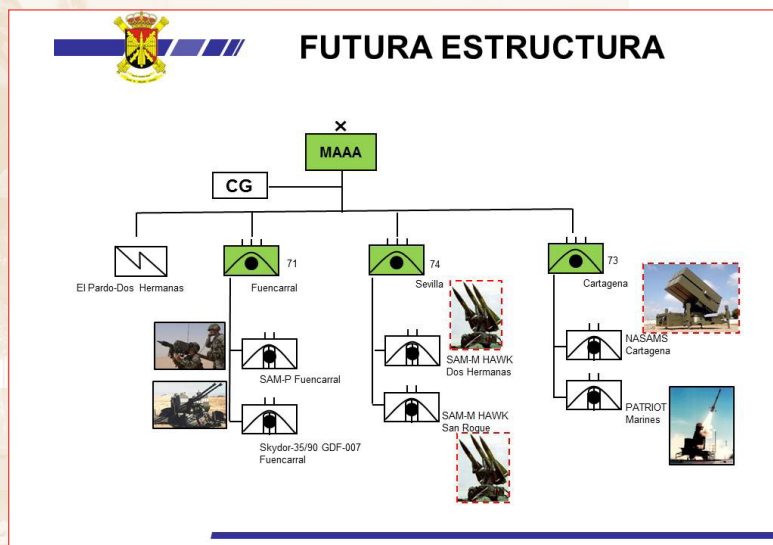 FUTURA ESTRUCTURA
MAAA
CG
El Pardo-Dos Hermanas
71
Fuencarral
74
Sevilla
73
Cartagena
SAM-P Fuencarral
Skydor-35/90 GDF-007
Fuencarral
SAM-M HAWK
Dos Hermanas
SAM-M HAWK
San Roque
NASAMS
Cartagena
PATRIOT
Marines